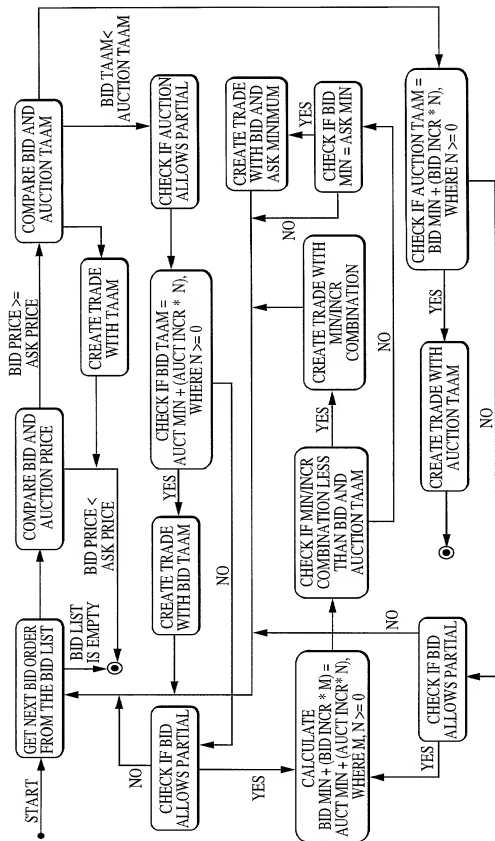 START
GET NEXT BID ORDER
FROM THE BID LIST
COMPARE BID AND
AUCTION PRICE
BID PRICE >=
ASK PRICE
COMPARE BID AND
AUCTION TAAM
BID LIST
IS EMPTY
BID PRICE <
ASK PRICE
CREATE TRADE
WITH TAAM
BID TAAM<
AUCTION TAAM
CHECK IF AUCTION
ALLOWS PARTIAL
CHECK IF BID TAAM =
AUCT MIN + (AUCT INCR * N),
WHERE N >= 0
YES
NO
CREATE TRADE
WITH BID TAAM
NO
CHECK IF BID
ALLOWS PARTIAL
YES
CALCULATE
BID MIN + (BID INCR * M) =
AUCT MIN + (AUCT INCR* N),
WHERE M, N >= 0
CHECK IF MIN/INCR
COMBINATION LESS
THAN BID AND
AUCTION TAAM
YES
CREATE TRADE WITH
MIN/INCR
COMBINATION
NO
CREATE TRADE
WITH BID AND
ASK MINIMUM
YES
CHECK IF BID
MIN = ASK MIN
NO
CHECK IF AUCTION TAAM =
BID MIN + (BID INCR * N),
WHERE N >= 0
YES
CREATE TRADE WITH
AUCTION TAAM
NO
CHECK IF BID
ALLOWS PARTIAL
YES
NO